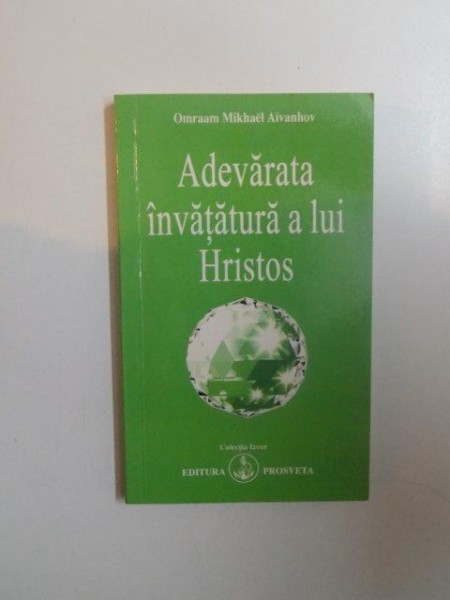 Omraam Mikhaël Aïvanhov
Adevărata
învățătură a lui
Hristos
Colecția Izvor
EDITURA PROSVETA